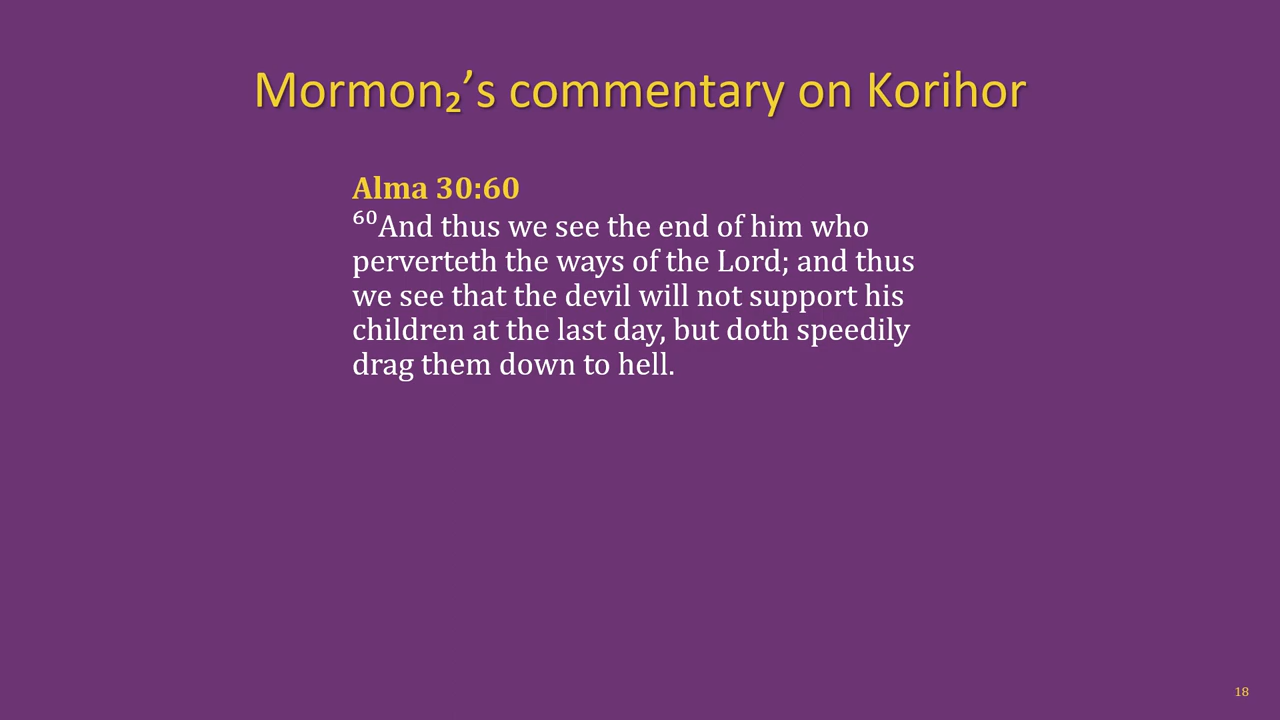 Mormon₂’s commentary on Korihor
Alma 30:60
⁶⁰And thus we see the end of him who
perverteth the ways of the Lord; and thus
we see that the devil will not support his
children at the last day, but doth speedily
drag them down to hell.
18